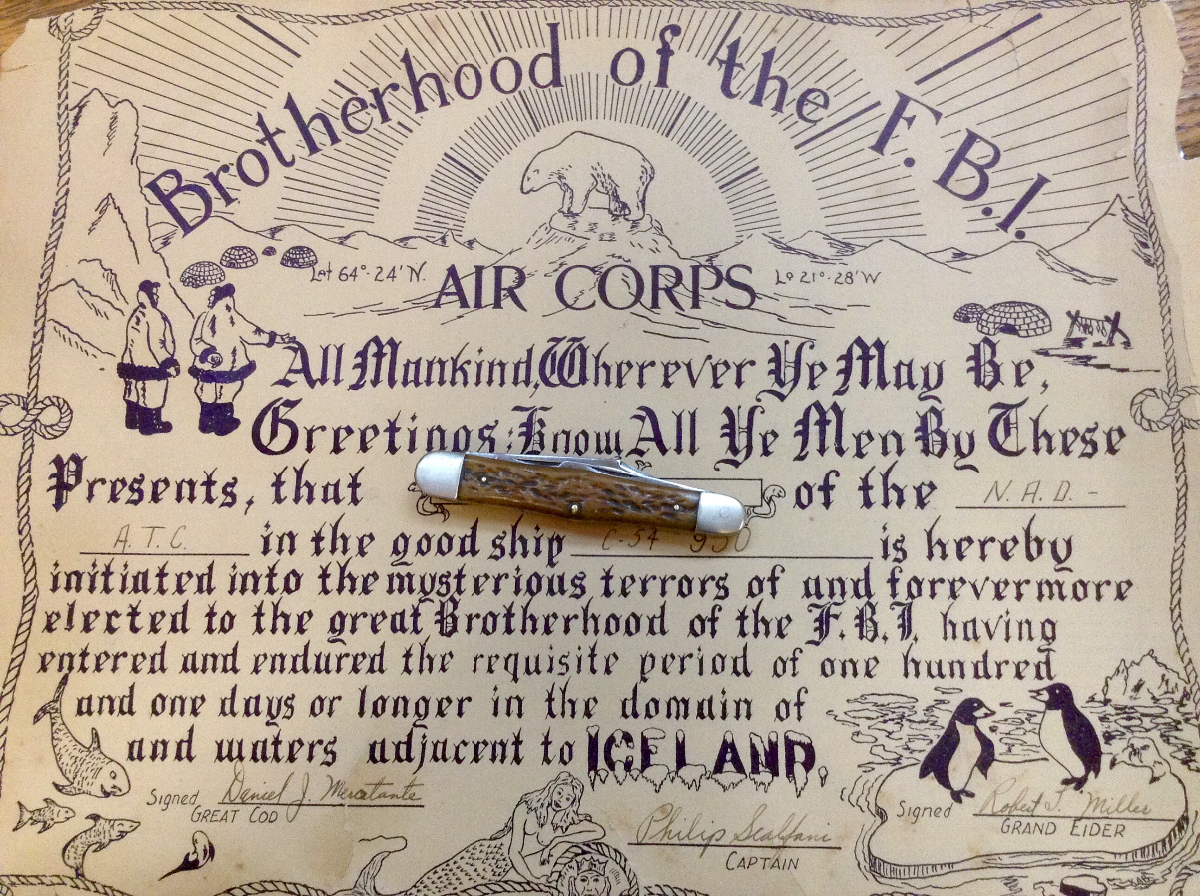 Brotherhood of the F.B.I.
Lat 64°-24'N. AIR CORPS Lo 21°-28'W
All Mankind, Wherever Ye May Be,
Greetings: Know All Ye Men By These
Presents, that of the N.A.D.-
A.T.C. in the good ship C-54 930 is hereby
initiated into the mysterious terrors of and forevermore
elected to the great Brotherhood of the F.B.I. having
entered and endured the requisite period of one hundred
and one days or longer in the domain of
and waters adjacent to ICELAND.
Signed Daniel J.
GREAT COD
Philip Scalfani
CAPTAIN
Signed Robert J. Miller
GRAND EIDER